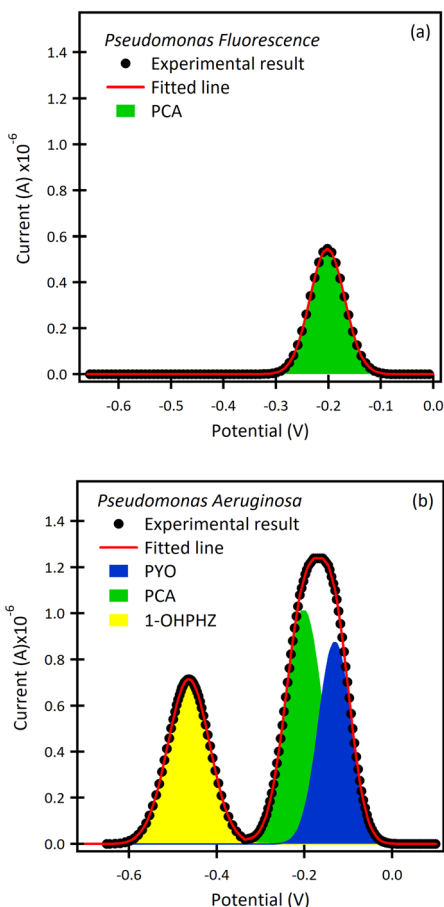 (a)
Pseudomonas Fluorescence
Experimental result
Fitted line
PCA
1.4
1.2
1.0
0.8
0.6
0.4
0.2
0.0
Current (A) x10-6
-0.6 -0.5 -0.4 -0.3 -0.2 -0.1 0.0
Potential (V)
(b)
Pseudomonas Aeruginosa
Experimental result
Fitted line
PYO
PCA
1-OHPHZ
1.4
1.2
1.0
0.8
0.6
0.4
0.2
0.0
Current (A)x10-6
-0.6 -0.4 -0.2 0.0
Potential (V)